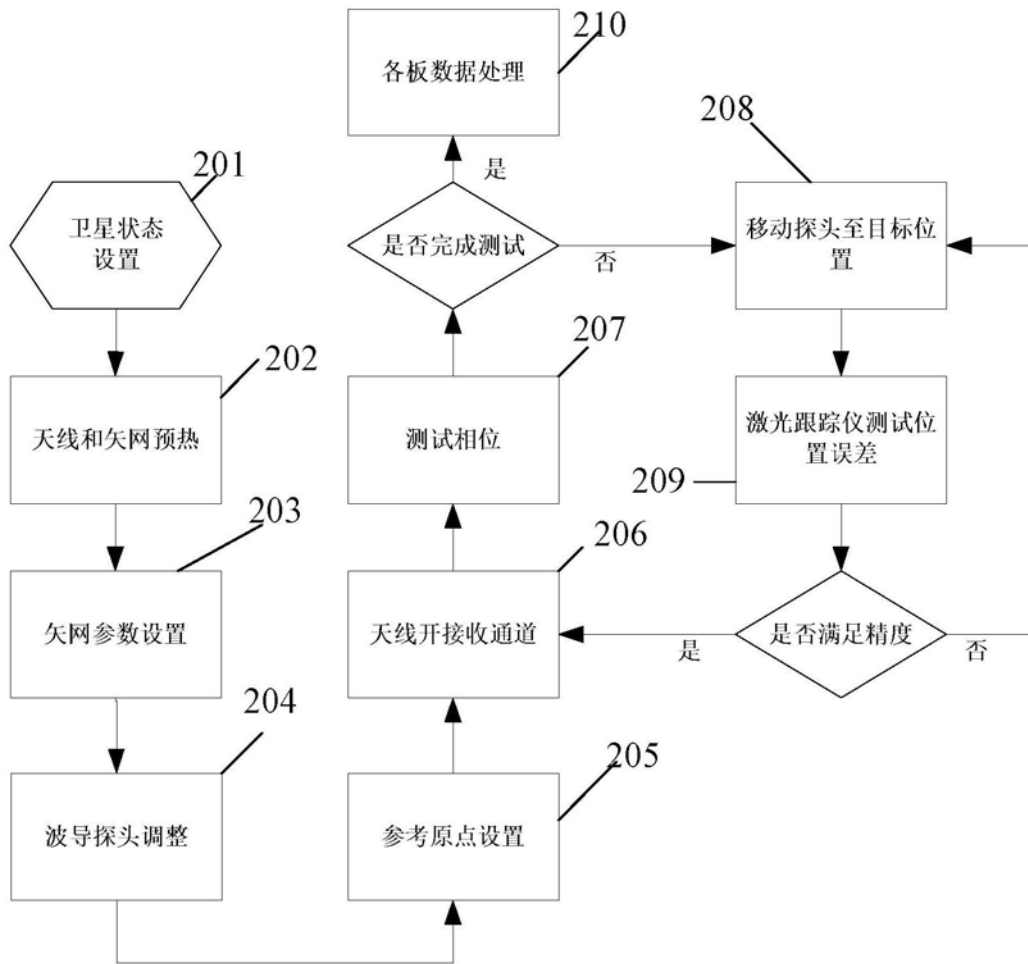 210
各板数据处理
208
201
是
卫星状态
设置
是否完成测试
否
移动探头至目标位
置
207
202
天线和矢网预热
测试相位
激光跟踪仪测试位
置误差
209
203
206
矢网参数设置
天线开接收通道
是
是否满足精度
否
204
205
波导探头调整
参考原点设置